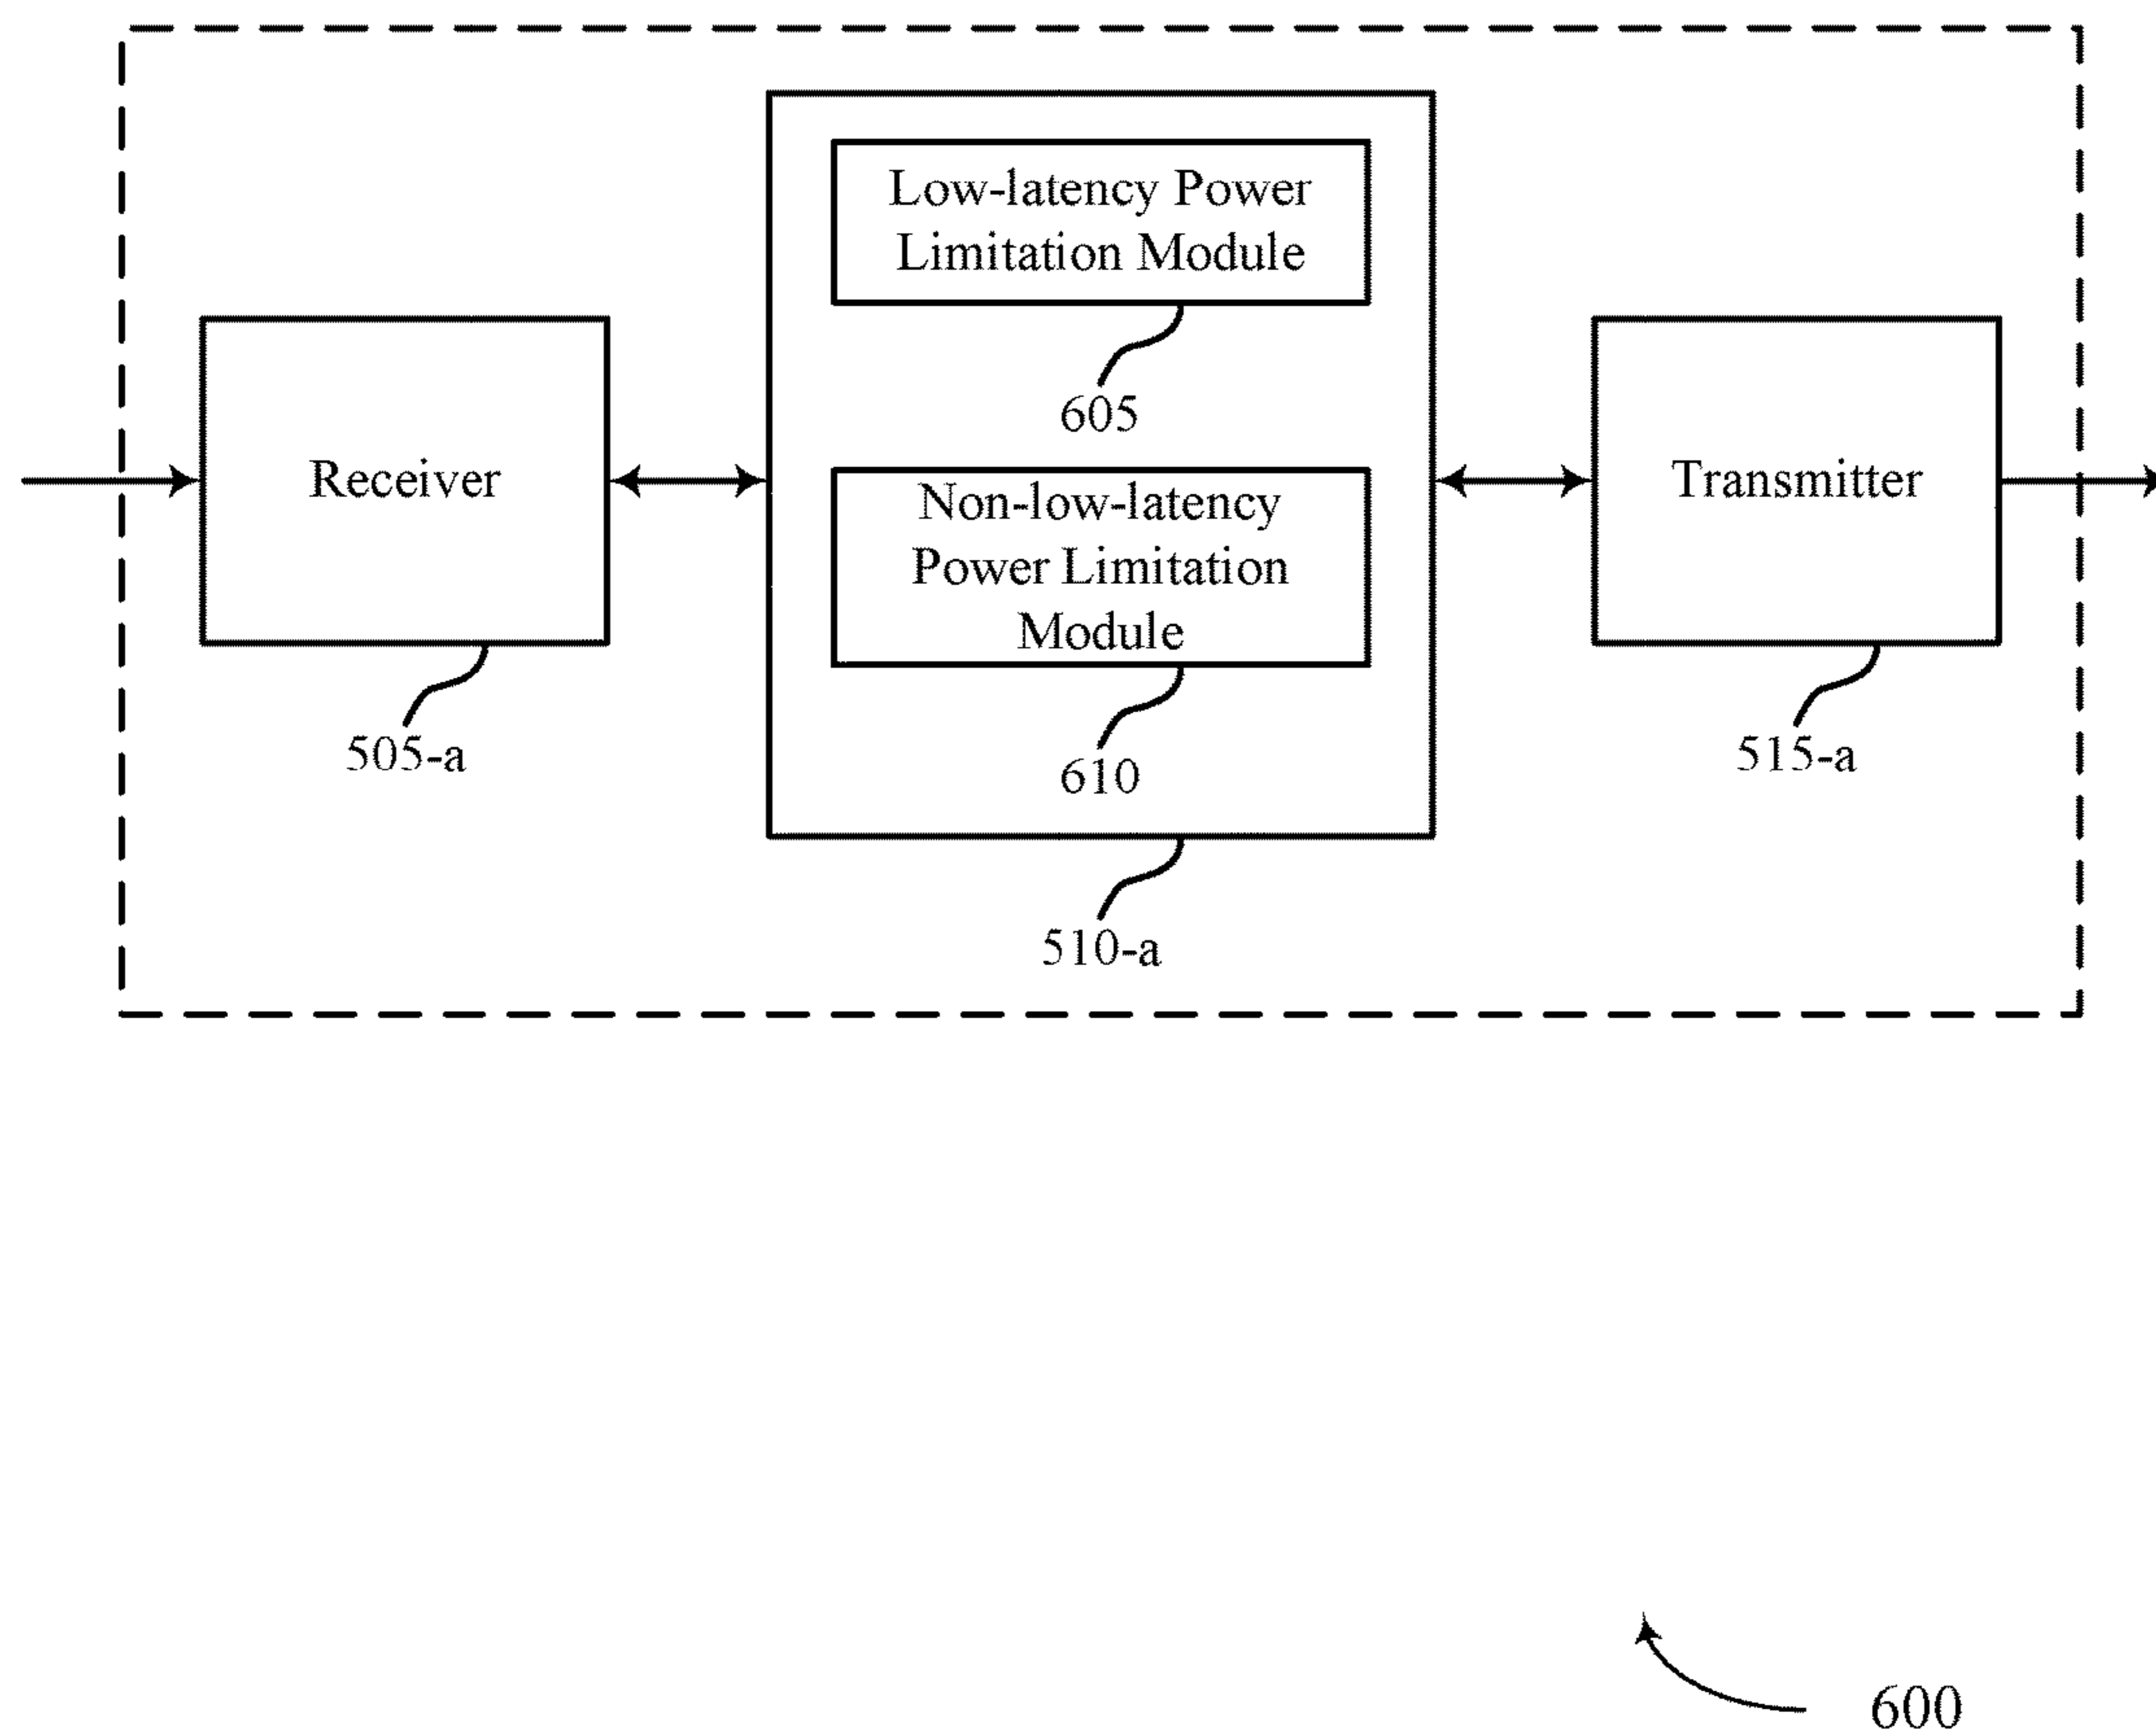 Low-latency Power
Limitation Module
605
Receiver
Non-low-latency
Power Limitation
Module
Transmitter
505-a
610
515-a
510-a
600